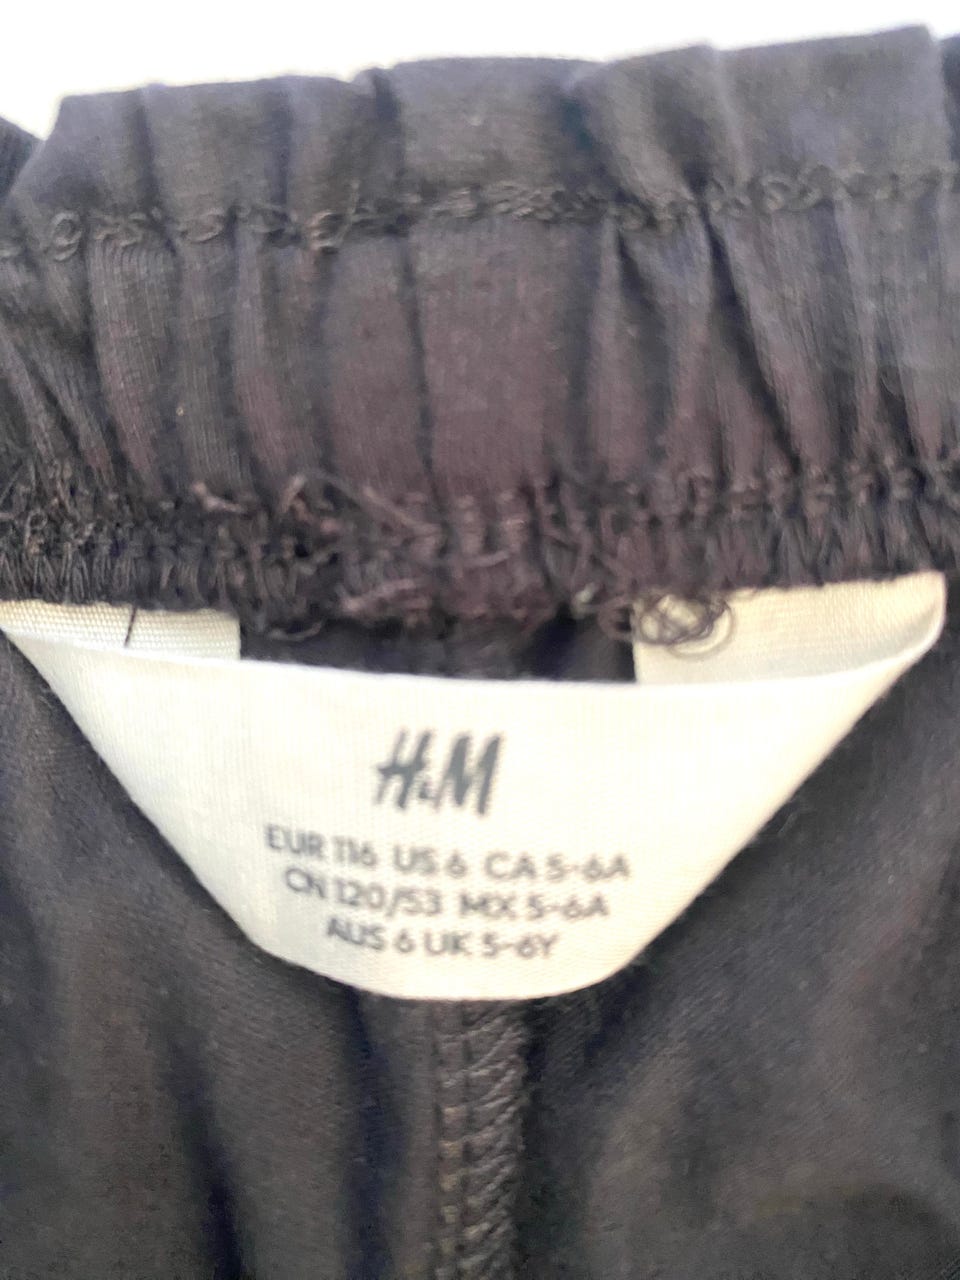 H&M
EUR 116 US 6 CA 5-6A
CN 120/53 MX 5-6A
AUS 6 UK 5-6Y